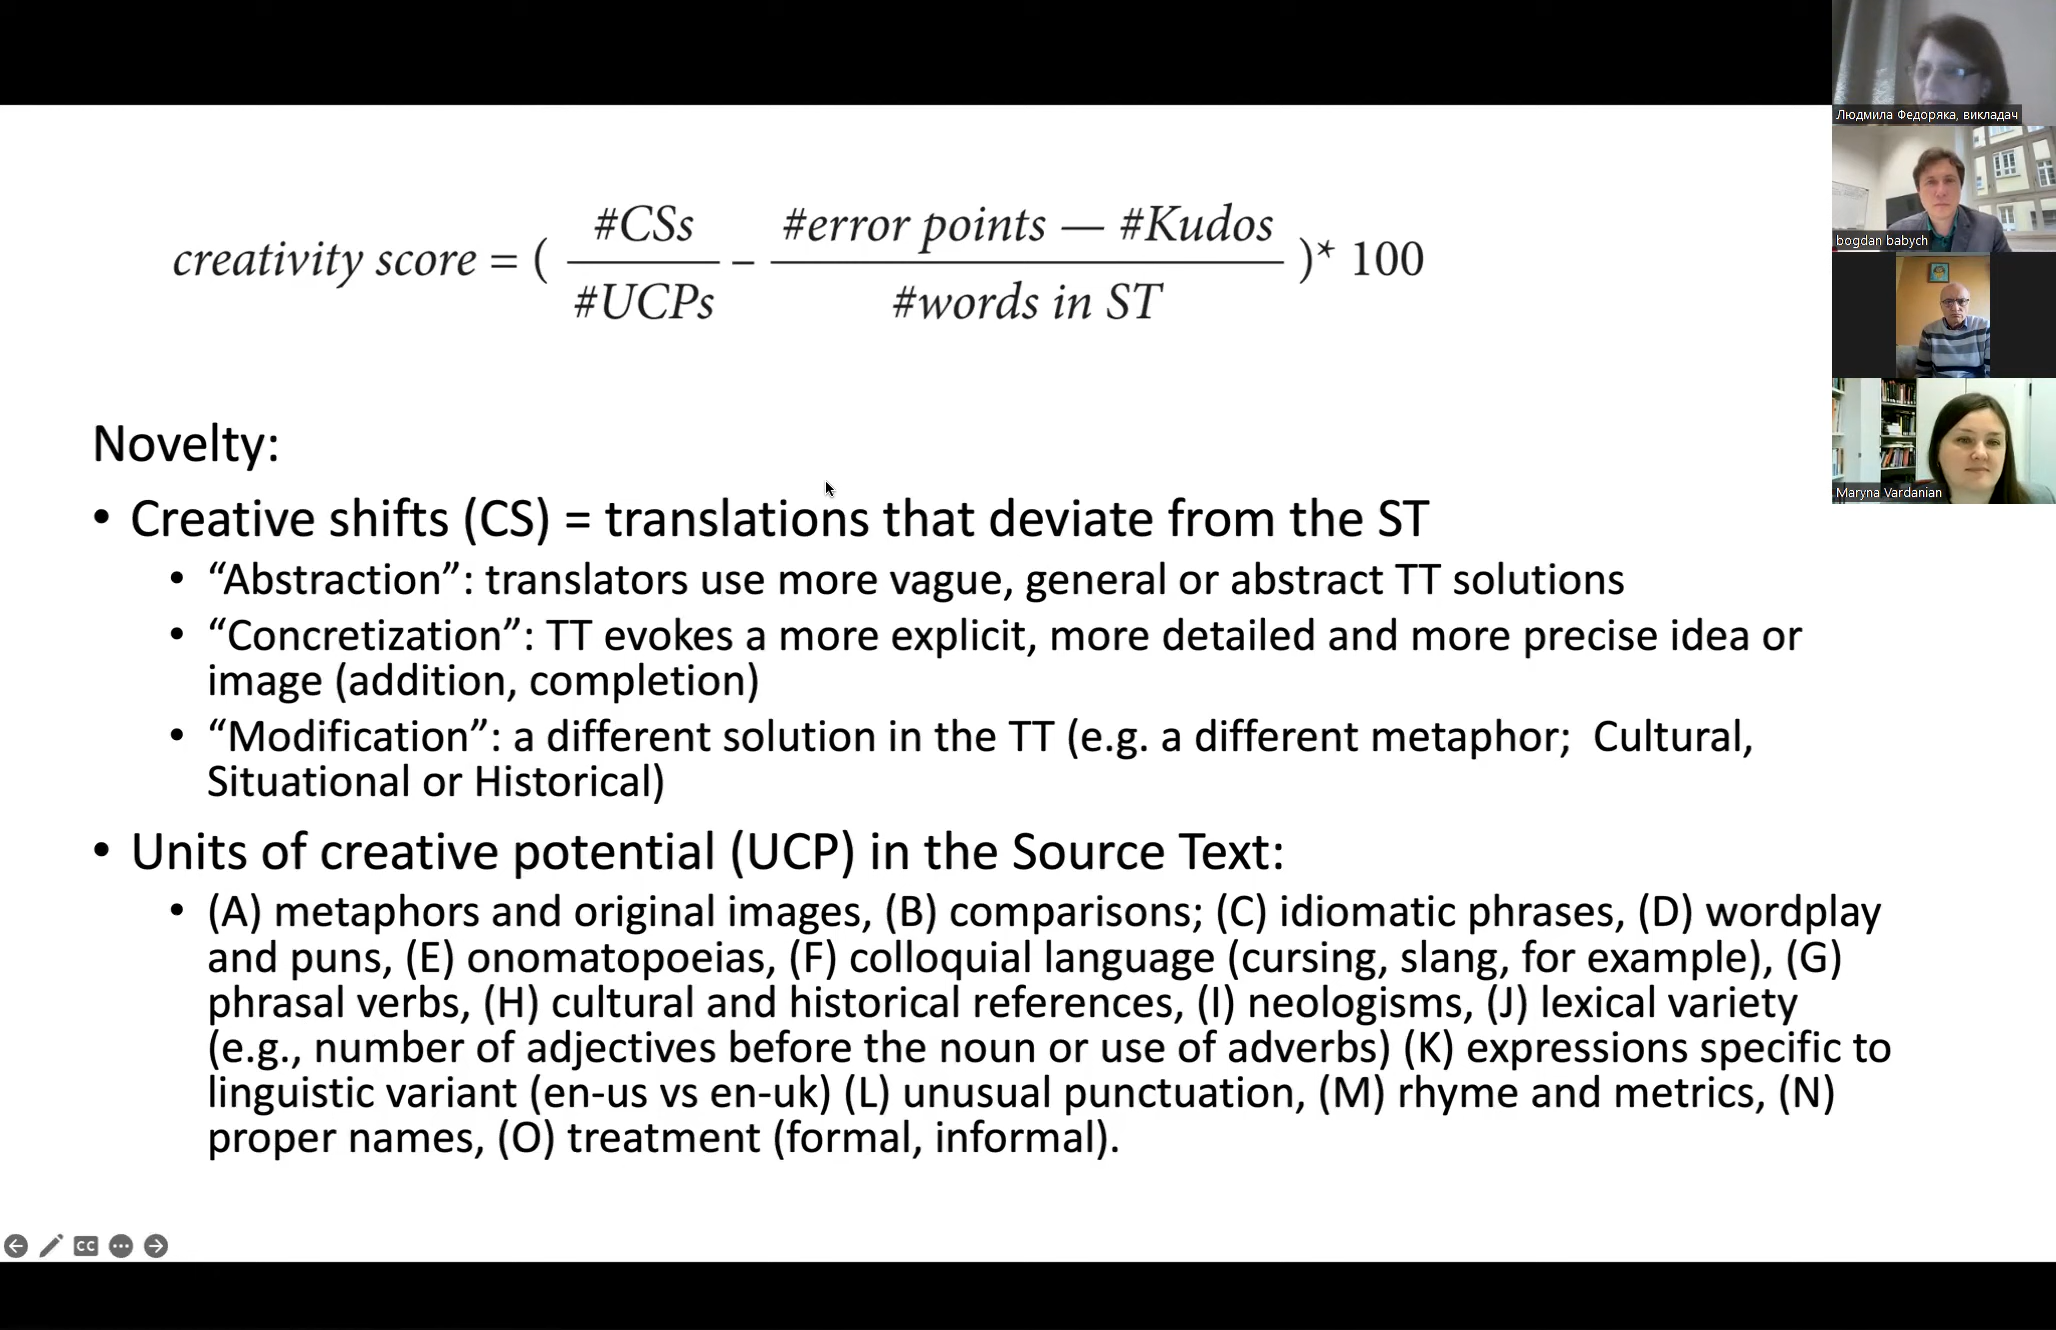 creativity score = ( #CSs / #UCPs – #error points — #Kudos / #words in ST )* 100
Novelty:
• Creative shifts (CS) = translations that deviate from the ST
• “Abstraction”: translators use more vague, general or abstract TT solutions
• “Concretization”: TT evokes a more explicit, more detailed and more precise idea or
image (addition, completion)
• “Modification”: a different solution in the TT (e.g. a different metaphor;  Cultural,
Situational or Historical)
• Units of creative potential (UCP) in the Source Text:
• (A) metaphors and original images, (B) comparisons; (C) idiomatic phrases, (D) wordplay
and puns, (E) onomatopoeias, (F) colloquial language (cursing, slang, for example), (G)
phrasal verbs, (H) cultural and historical references, (I) neologisms, (J) lexical variety
(e.g., number of adjectives before the noun or use of adverbs) (K) expressions specific to
linguistic variant (en-us vs en-uk) (L) unusual punctuation, (M) rhyme and metrics, (N)
proper names, (O) treatment (formal, informal).
CC
Людмила Федоряка, викладач
bogdan babych
Maryna Vardanian